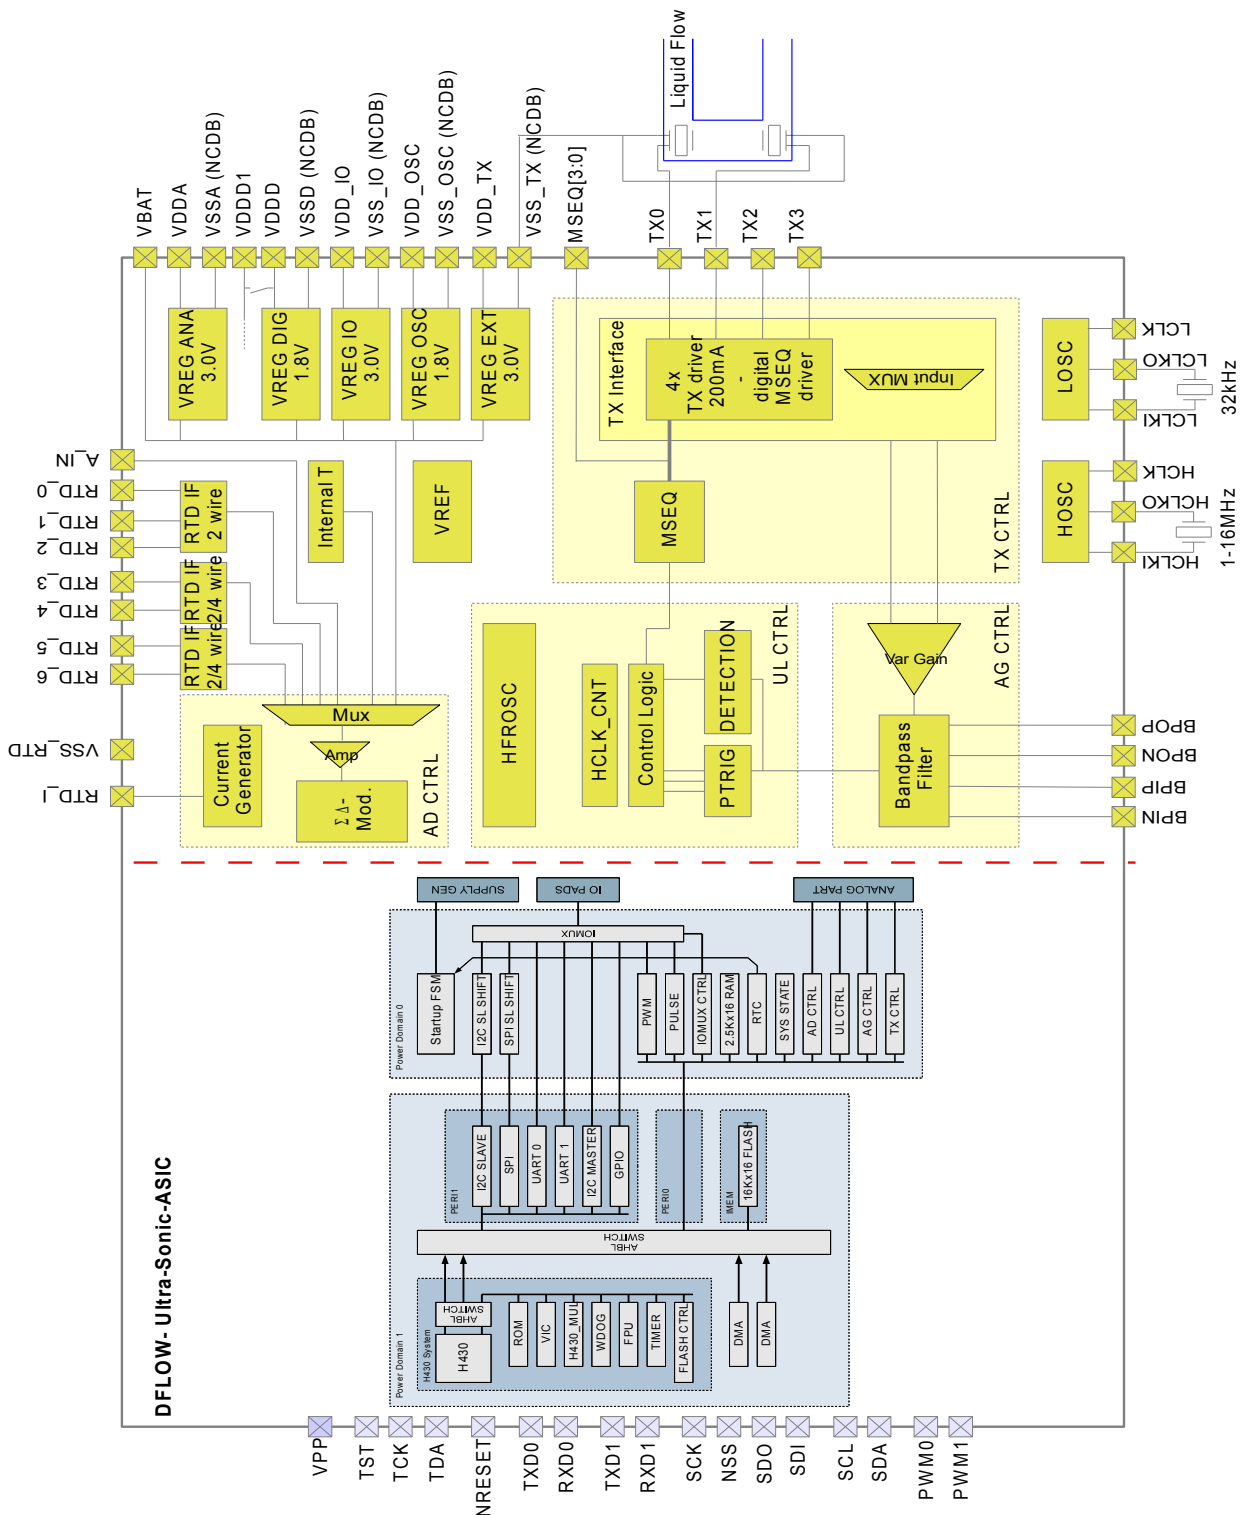 Liquid Flow
VBAT
VDDA
VSSA (NCDB)
VDDD1
VDDD
VSSD (NCDB)
VDD_IO
VSS_IO (NCDB)
VDD_OSC
VSS_OSC (NCDB)
VDD_TX
VSS_TX (NCDB)
MSEQ[3:0]
TX0
TX1
TX2
TX3
VREG ANA
3.0V
VREG DIG
1.8V
VREG IO
3.0V
VREG OSC
1.8V
VREG EXT
3.0V
TX Interface
4x
TX driver
200mA
-
digital
MSEQ
driver
Input MUX
LOSC
LCLK
LCLKO
LCLKI
32kHz
HOSC
HCLK
HCLKO
HCLKI
1-16MHz
A_IN
RTD_0
RTD_1
RTD_2
RTD_3
RTD_4
RTD_5
RTD_6
VSS_RTD
RTD_I
RTD IF
2 wire
RTD IF
2/4 wire
RTD IF
2/4 wire
Internal T
VREF
MSEQ
TX CTRL
Mux
Amp
Current
Generator
Σ Δ-
Mod.
AD CTRL
HFROSC
HCLK_CNT
Control Logic
DETECTION
PTRIG
UL CTRL
Var Gain
Bandpass
Filter
AG CTRL
BPOP
BPON
BPIP
BPIN
SUPPLY GEN
IO PADS
ANALOG PART
IOMUX
Power Domain 0
Startup FSM
I2C SL SHIFT
SPI SL SHIFT
PWM
PULSE
IOMUX CTRL
2.5Kx16 RAM
RTC
SYS STATE
AD CTRL
UL CTRL
AG CTRL
TX CTRL
PERI1
I2C SLAVE
SPI
UART 0
UART 1
I2C MASTER
GPIO
PERI0
IMEM
16Kx16 FLASH
AHBL
SWITCH
Power Domain 1
H430 System
AHBL
SWITCH
H430
ROM
VIC
H430_MUL
WDOG
FPU
TIMER
FLASH CTRL
DMA
DMA
DFLOW- Ultra-Sonic-ASIC
VPP
TST
TCK
TDA
NRESET
TXD0
RXD0
TXD1
RXD1
SCK
NSS
SDO
SDI
SCL
SDA
PWM0
PWM1